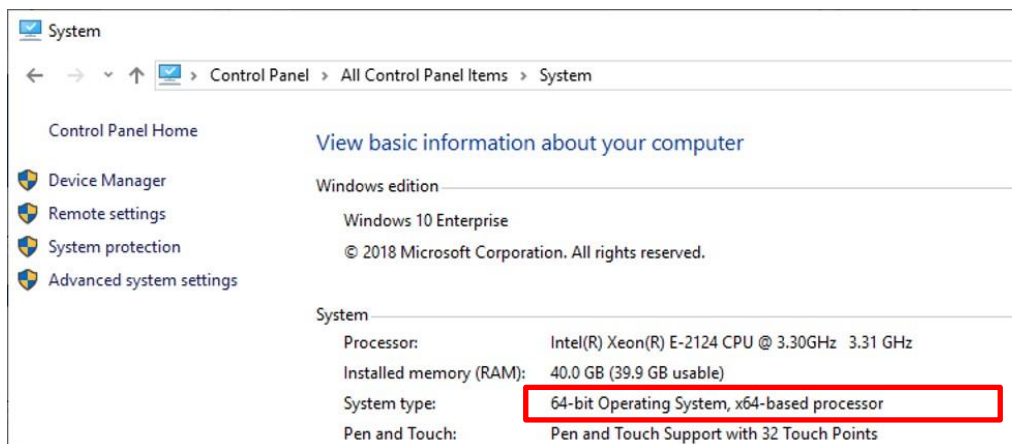 System
Control Panel > All Control Panel Items > System
Control Panel Home
Device Manager
Remote settings
System protection
Advanced system settings
View basic information about your computer
Windows edition
Windows 10 Enterprise
© 2018 Microsoft Corporation. All rights reserved.
System
Processor: Intel(R) Xeon(R) E-2124 CPU @ 3.30GHz 3.31 GHz
Installed memory (RAM): 40.0 GB (39.9 GB usable)
System type: 64-bit Operating System, x64-based processor
Pen and Touch: Pen and Touch Support with 32 Touch Points